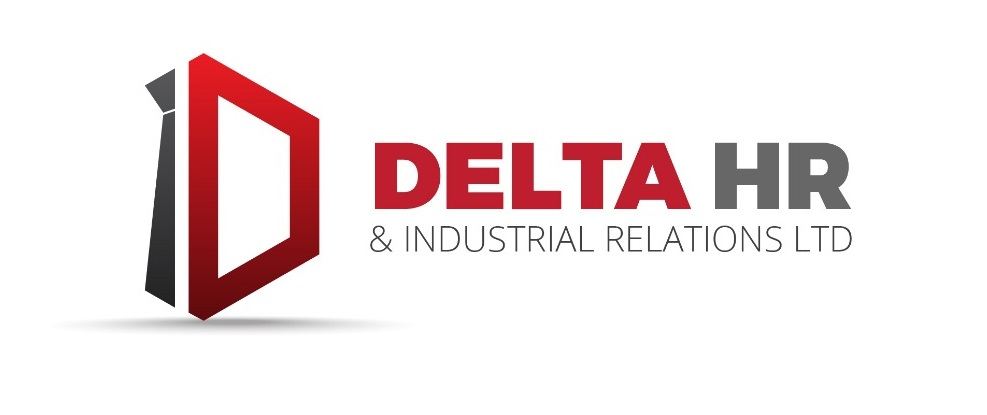 DELTA HR
& INDUSTRIAL RELATIONS LTD